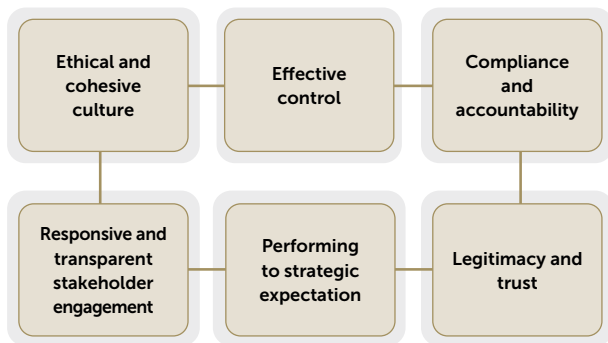 Ethical and
cohesive
culture
Effective
control
Compliance
and
accountability
Responsive and
transparent
stakeholder
engagement
Performing
to strategic
expectation
Legitimacy and
trust